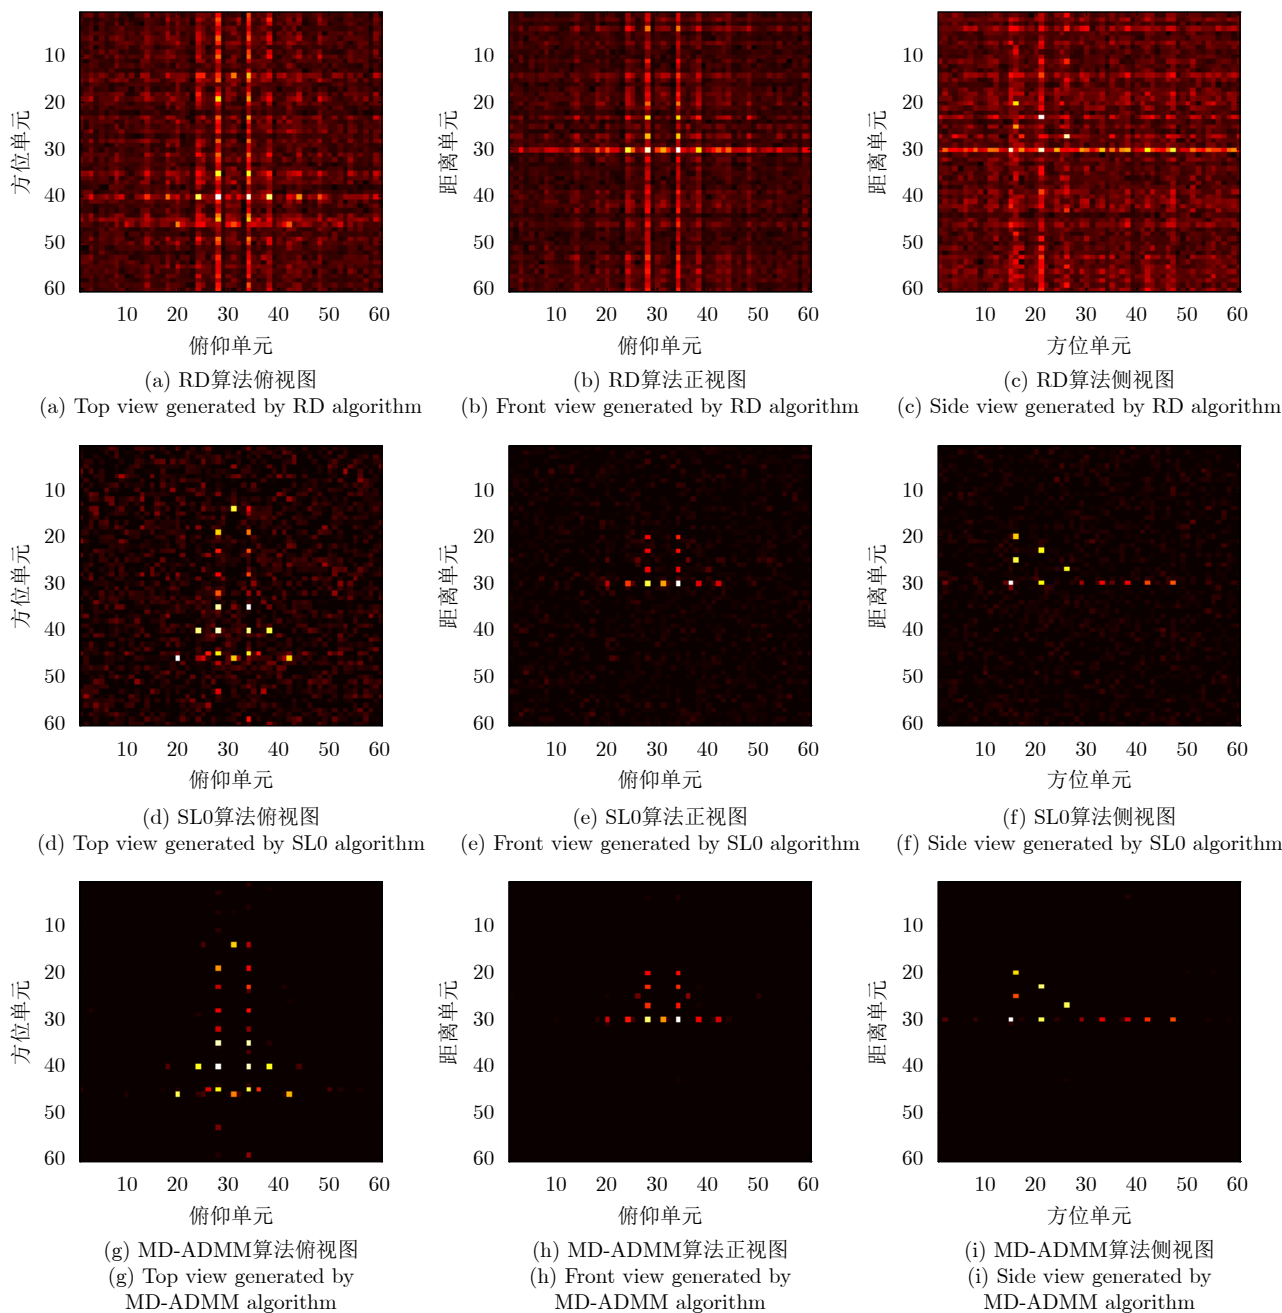 10
20
30
40
50
60
方位单元
10 20 30 40 50 60
俯仰单元
(a) RD算法俯视图
(a) Top view generated by RD algorithm
10
20
30
40
50
60
距离单元
10 20 30 40 50 60
俯仰单元
(b) RD算法正视图
(b) Front view generated by RD algorithm
10
20
30
40
50
60
距离单元
10 20 30 40 50 60
方位单元
(c) RD算法侧视图
(c) Side view generated by RD algorithm
10
20
30
40
50
60
方位单元
10 20 30 40 50 60
俯仰单元
(d) SL0算法俯视图
(d) Top view generated by SL0 algorithm
10
20
30
40
50
60
距离单元
10 20 30 40 50 60
俯仰单元
(e) SL0算法正视图
(e) Front view generated by SL0 algorithm
10
20
30
40
50
60
距离单元
10 20 30 40 50 60
方位单元
(f) SL0算法侧视图
(f) Side view generated by SL0 algorithm
10
20
30
40
50
60
方位单元
10 20 30 40 50 60
俯仰单元
(g) MD-ADMM算法俯视图
(g) Top view generated by
MD-ADMM algorithm
10
20
30
40
50
60
距离单元
10 20 30 40 50 60
俯仰单元
(h) MD-ADMM算法正视图
(h) Front view generated by
MD-ADMM algorithm
10
20
30
40
50
60
距离单元
10 20 30 40 50 60
方位单元
(i) MD-ADMM算法侧视图
(i) Side view generated by
MD-ADMM algorithm